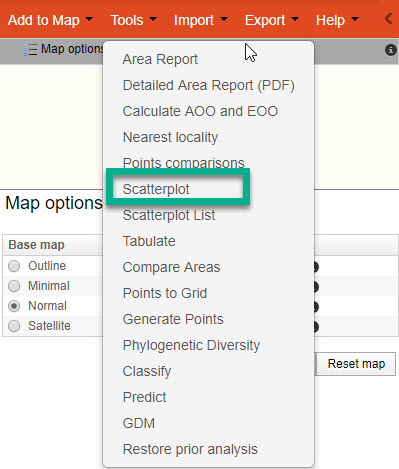 Add to Map Tools Import Export Help
Map options
Area Report
Detailed Area Report (PDF)
Calculate AOO and EOO
Nearest locality
Points comparisons
Scatterplot
Scatterplot List
Tabulate
Compare Areas
Points to Grid
Generate Points
Phylogenetic Diversity
Classify
Predict
GDM
Restore prior analysis
Map options
Base map
Outline
Minimal
Normal
Satellite
Reset map